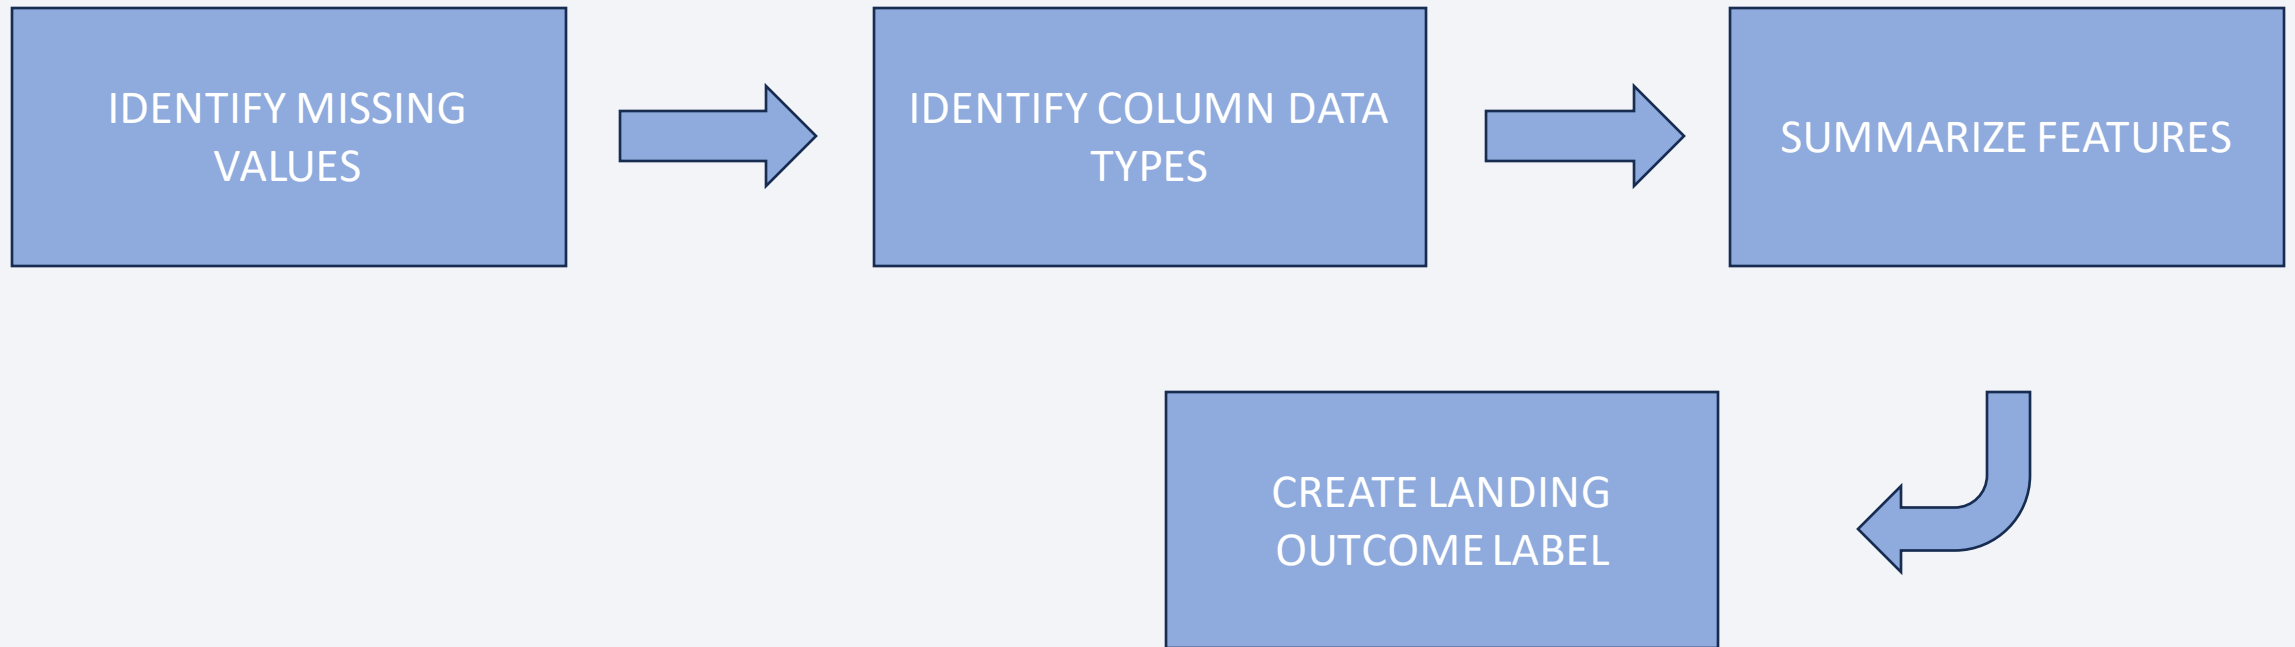 IDENTIFY MISSING
VALUES
IDENTIFY COLUMN DATA
TYPES
SUMMARIZE FEATURES
CREATE LANDING
OUTCOME LABEL